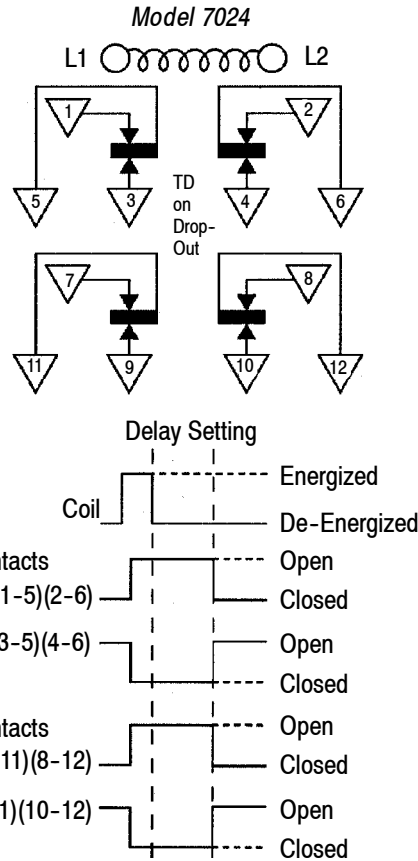 Model 7024
L1 L2
1 2
5 3 TD on Drop-Out 4 6
7 8
11 9 10 12
Delay Setting
Energized
Coil De-Energized
ntacts Open
1-5)(2-6) Closed
3-5)(4-6) Open
Closed
ntacts Open
11)(8-12) Closed
1)(10-12) Open
Closed